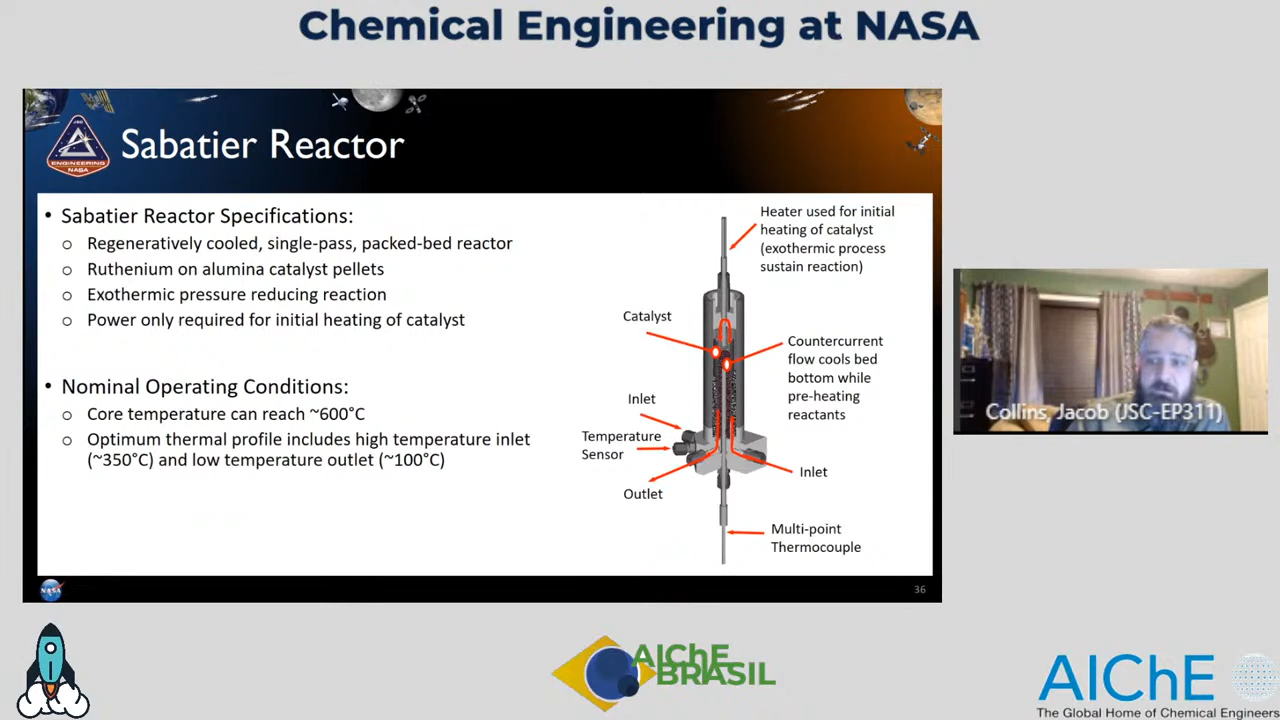 Chemical Engineering at NASA
JSC
ENGINEERING
NASA
Sabatier Reactor
• Sabatier Reactor Specifications:
o Regeneratively cooled, single-pass, packed-bed reactor
o Ruthenium on alumina catalyst pellets
o Exothermic pressure reducing reaction
o Power only required for initial heating of catalyst
• Nominal Operating Conditions:
o Core temperature can reach ~600°C
o Optimum thermal profile includes high temperature inlet
(~350°C) and low temperature outlet (~100°C)
Heater used for initial
heating of catalyst
(exothermic process
sustain reaction)
Catalyst
Countercurrent
flow cools bed
bottom while
pre-heating
reactants
Inlet
Temperature
Sensor
Outlet
Inlet
Multi-point
Thermocouple
NASA
36
Collins, Jacob (JSC-EP311)
AIChE
BRASIL
AIChE
The Global Home of Chemical Engineers